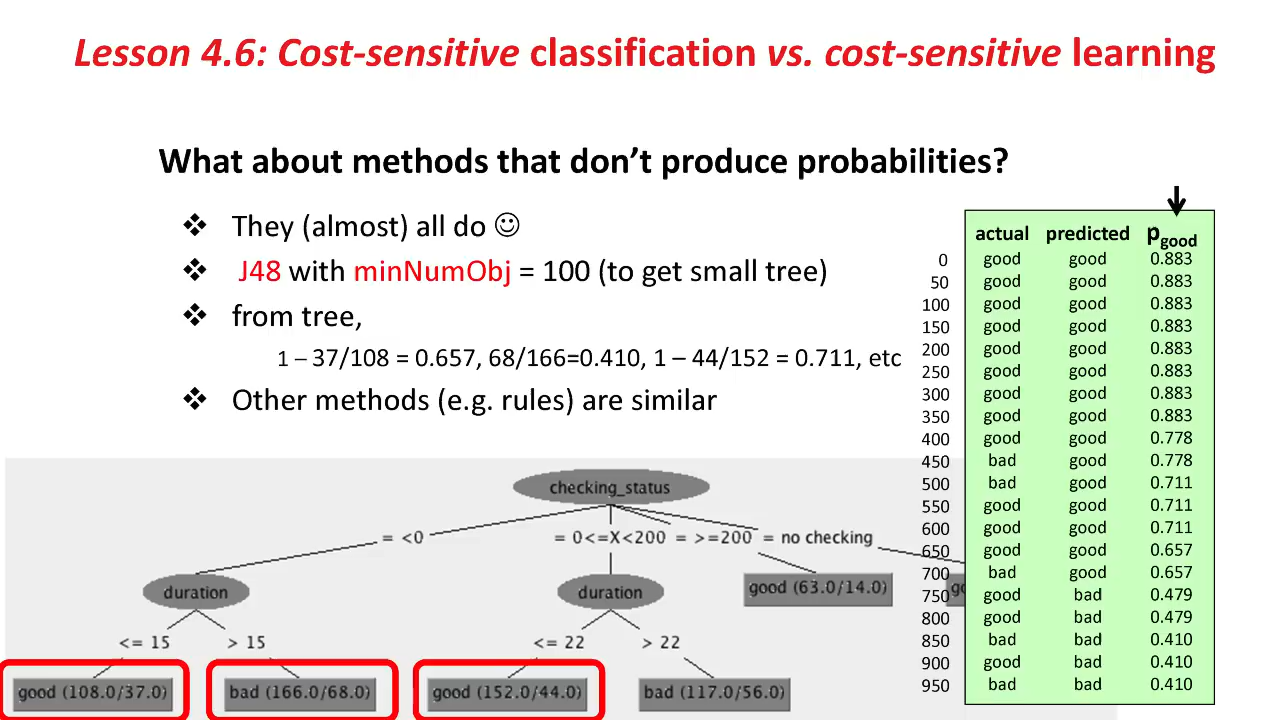 Lesson 4.6: Cost-sensitive classification vs. cost-sensitive learning
What about methods that don’t produce probabilities?
❖ They (almost) all do ☺
❖ J48 with minNumObj = 100 (to get small tree)
❖ from tree,
1 – 37/108 = 0.657, 68/166=0.410, 1 – 44/152 = 0.711, etc
❖ Other methods (e.g. rules) are similar
actual predicted pgood
0 good good 0.883
50 good good 0.883
100 good good 0.883
150 good good 0.883
200 good good 0.883
250 good good 0.883
300 good good 0.883
350 good good 0.883
400 good good 0.778
450 bad good 0.778
500 bad good 0.711
550 good good 0.711
600 good good 0.711
650 good good 0.657
700 bad good 0.657
750 good bad 0.479
800 good bad 0.479
850 bad bad 0.410
900 good bad 0.410
950 bad bad 0.410
checking_status
= <0 = 0<=X<200 = >=200 = no checking
duration duration good (63.0/14.0)
<= 15 > 15 <= 22 > 22
good (108.0/37.0) bad (166.0/68.0) good (152.0/44.0) bad (117.0/56.0)